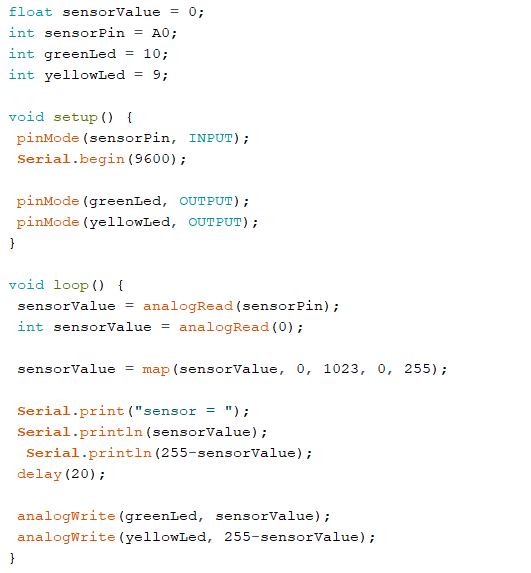 float sensorValue = 0;
int sensorPin = A0;
int greenLed = 10;
int yellowLed = 9;

void setup() {
 pinMode(sensorPin, INPUT);
 Serial.begin(9600);

 pinMode(greenLed, OUTPUT);
 pinMode(yellowLed, OUTPUT);
}

void loop() {
 sensorValue = analogRead(sensorPin);
 int sensorValue = analogRead(0);

 sensorValue = map(sensorValue, 0, 1023, 0, 255);

 Serial.print("sensor = ");
 Serial.println(sensorValue);
  Serial.println(255-sensorValue);
 delay(20);

 analogWrite(greenLed, sensorValue);
 analogWrite(yellowLed, 255-sensorValue);
}